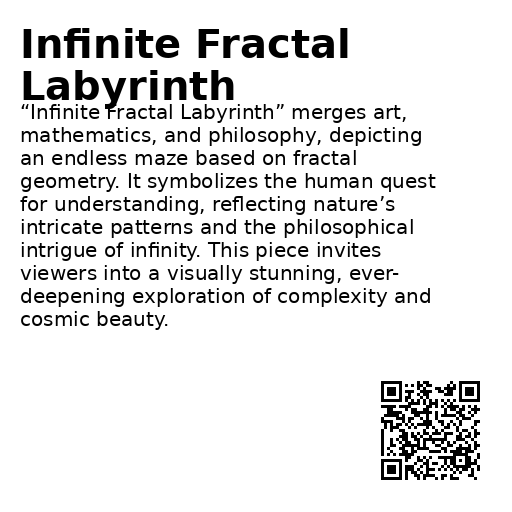 Infinite Fractal
Labyrinth
“Infinite Fractal Labyrinth” merges art,
mathematics, and philosophy, depicting
an endless maze based on fractal
geometry. It symbolizes the human quest
for understanding, reflecting nature’s
intricate patterns and the philosophical
intrigue of infinity. This piece invites
viewers into a visually stunning, ever-
deepening exploration of complexity and
cosmic beauty.